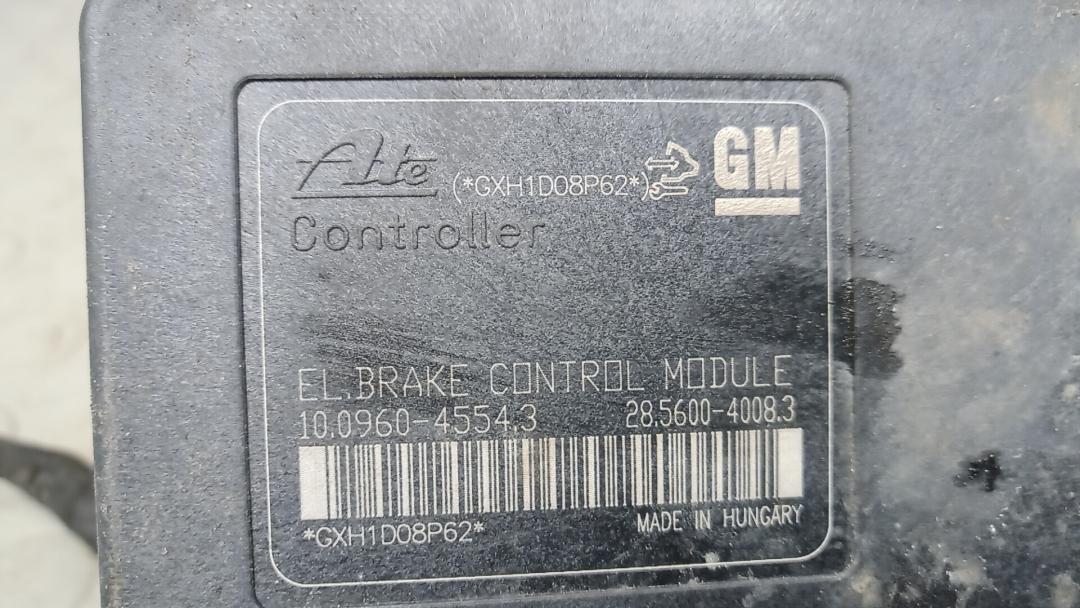 Ate (*GXH1D08P62*) GM
Controller
EL.BRAKE CONTROL MODULE
10.0960-4554.3 28.5600-4008.3
*GXH1D08P62* MADE IN HUNGARY